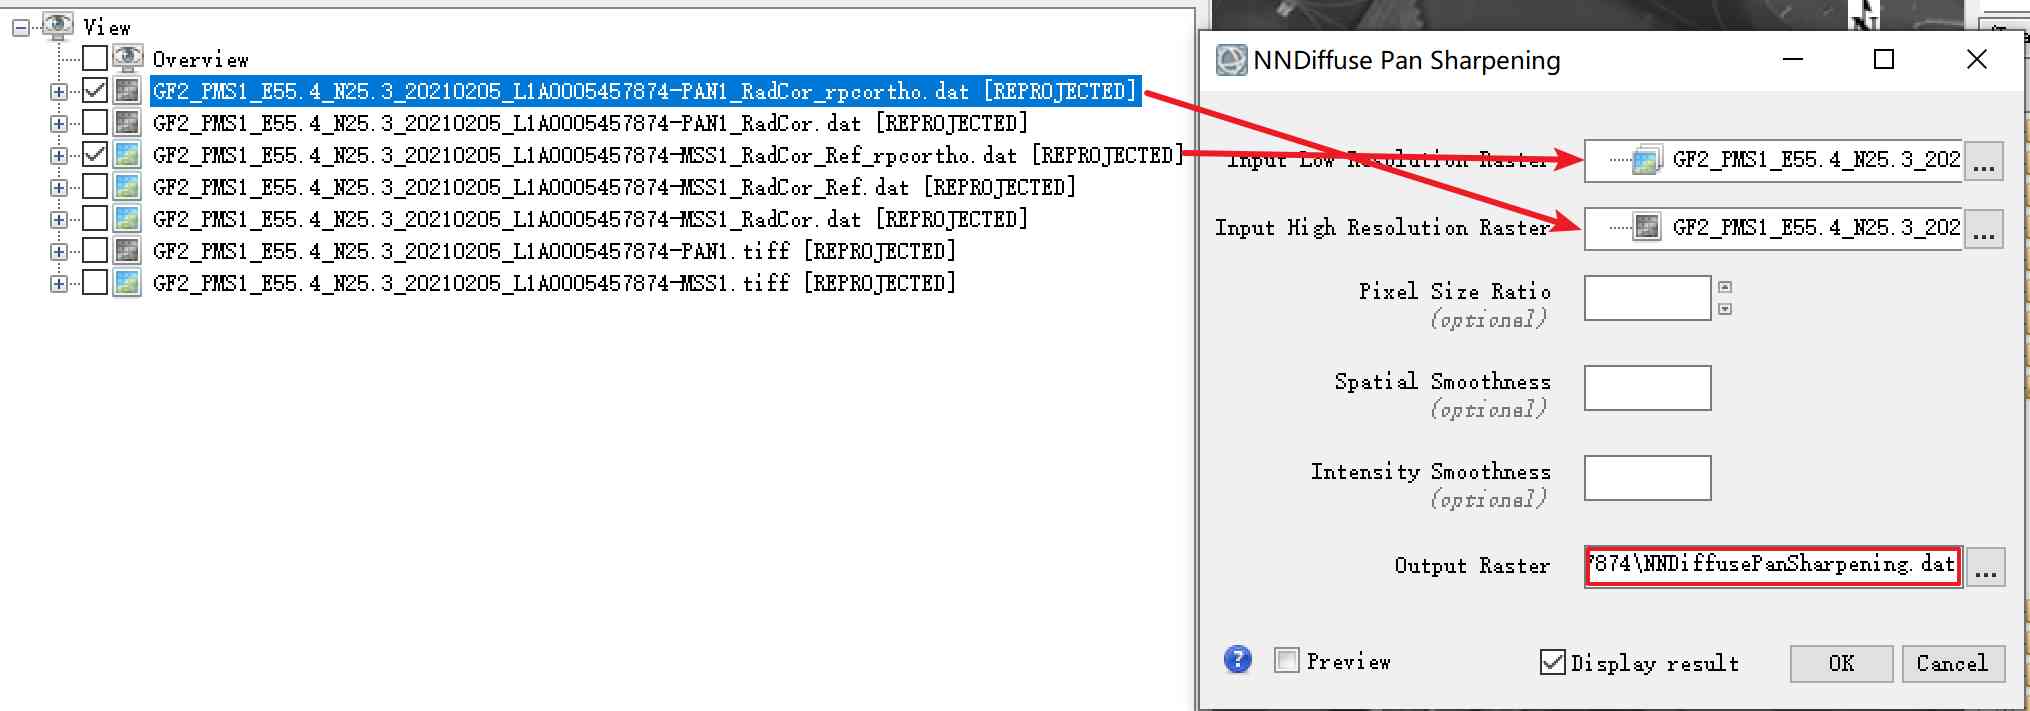 View
Overview
GF2_PMS1_E55.4_N25.3_20210205_L1A0005457874-PAN1_RadCor_rpcortho.dat [REPROJECTED]
GF2_PMS1_E55.4_N25.3_20210205_L1A0005457874-PAN1_RadCor.dat [REPROJECTED]
GF2_PMS1_E55.4_N25.3_20210205_L1A0005457874-MSS1_RadCor_Ref_rpcortho.dat [REPROJECTED]
GF2_PMS1_E55.4_N25.3_20210205_L1A0005457874-MSS1_RadCor_Ref.dat [REPROJECTED]
GF2_PMS1_E55.4_N25.3_20210205_L1A0005457874-MSS1_RadCor.dat [REPROJECTED]
GF2_PMS1_E55.4_N25.3_20210205_L1A0005457874-PAN1.tiff [REPROJECTED]
GF2_PMS1_E55.4_N25.3_20210205_L1A0005457874-MSS1.tiff [REPROJECTED]
N
NNDiffuse Pan Sharpening
Input Low Resolution Raster GF2_PMS1_E55.4_N25.3_202 ...
Input High Resolution Raster GF2_PMS1_E55.4_N25.3_202 ...
Pixel Size Ratio
(optional)
Spatial Smoothness
(optional)
Intensity Smoothness
(optional)
Output Raster 7874\NNDiffusePanSharpening.dat ...
? Preview Display result OK Cancel